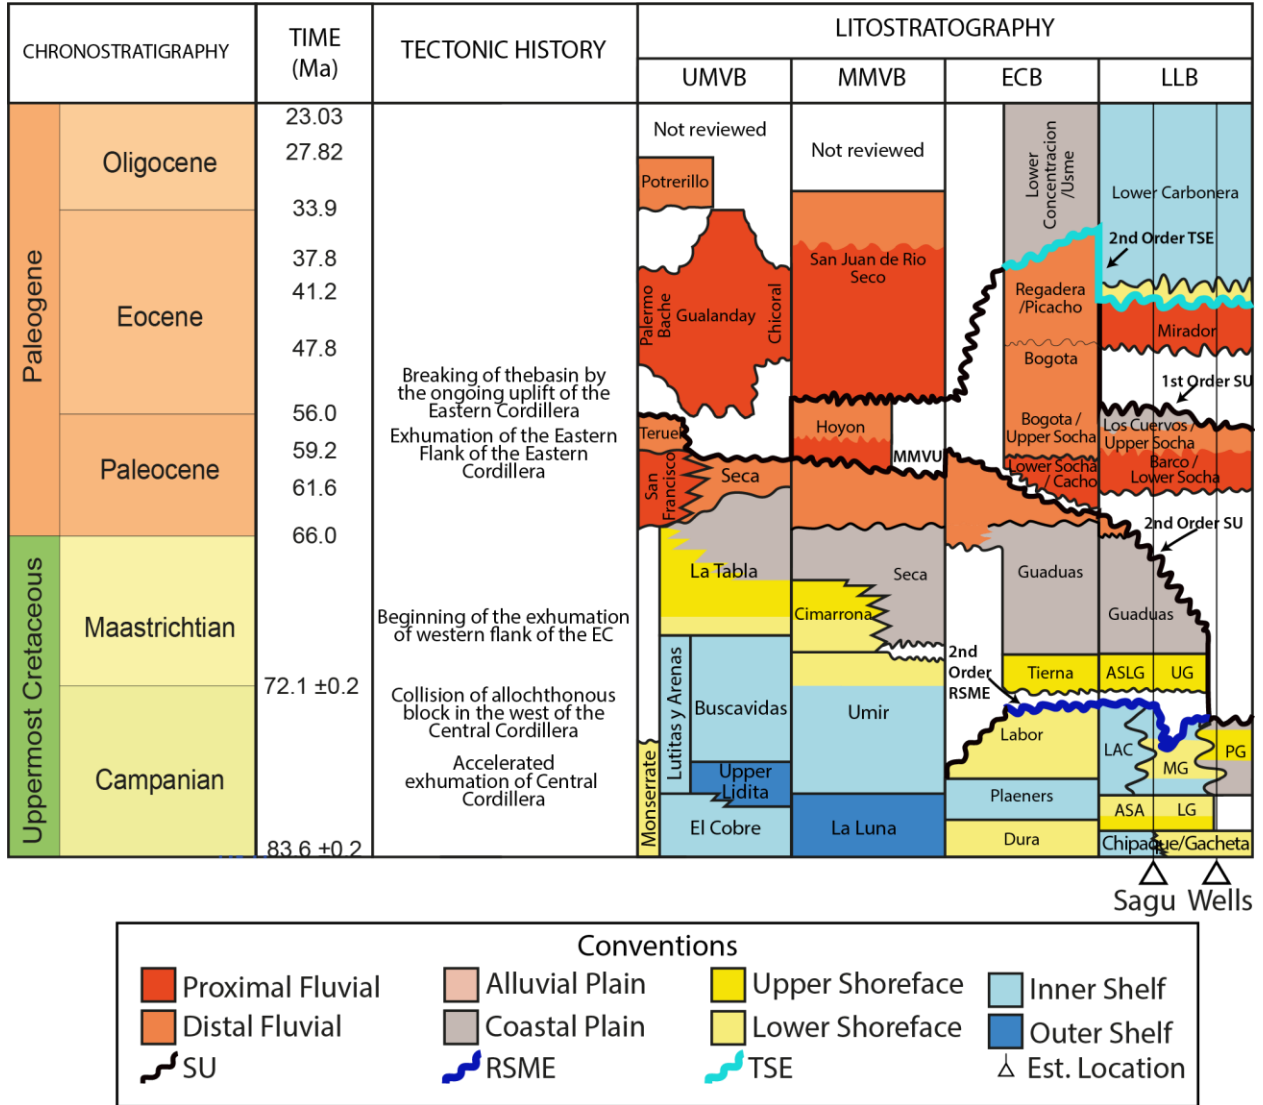 CHRONOSTRATIGRAPHY
TIME
(Ma)
TECTONIC HISTORY
LITOSTRATOGRAPHY
UMVB
MMVB
ECB
LLB
Paleogene
Uppermost Cretaceous
Oligocene
Eocene
Paleocene
Maastrichtian
Campanian
23.03
27.82
33.9
37.8
41.2
47.8
56.0
59.2
61.6
66.0
72.1 ±0.2
83.6 ±0.2
Breaking of thebasin by
the ongoing uplift of the
Eastern Cordillera
Exhumation of the Eastern
Flank of the Eastern
Cordillera
Beginning of the exhumation
of western flank of the EC
Collision of allochthonous
block in the west of the
Central Cordillera
Accelerated
exhumation of Central
Cordillera
Not reviewed
Potrerillo
Palermo
Bache
Gualanday
Chicoral
Teruel
San
Francisco
Seca
La Tabla
Lutitas y Arenas
Buscavidas
Upper
Lidita
Monserrate
El Cobre
Not reviewed
San Juan de Rio
Seco
Hoyon
MMVU
Seca
Cimarrona
Umir
La Luna
Lower
Concentracion
/Usme
Regadera
/Picacho
Bogota
Bogota /
Upper Socha
Lower Socha
/ Cacho
Guaduas
2nd
Order
RSME
Tierna
Labor
Plaeners
Dura
Lower Carbonera
2nd Order TSE
Mirador
1st Order SU
Los Cuervos /
Upper Socha
Barco /
Lower Socha
2nd Order SU
Guaduas
ASLG
UG
LAC
MG
PG
ASA
LG
Chipaque/Gacheta
Sagu
Wells
Conventions
Proximal Fluvial
Alluvial Plain
Upper Shoreface
Inner Shelf
Distal Fluvial
Coastal Plain
Lower Shoreface
Outer Shelf
SU
RSME
TSE
Est. Location